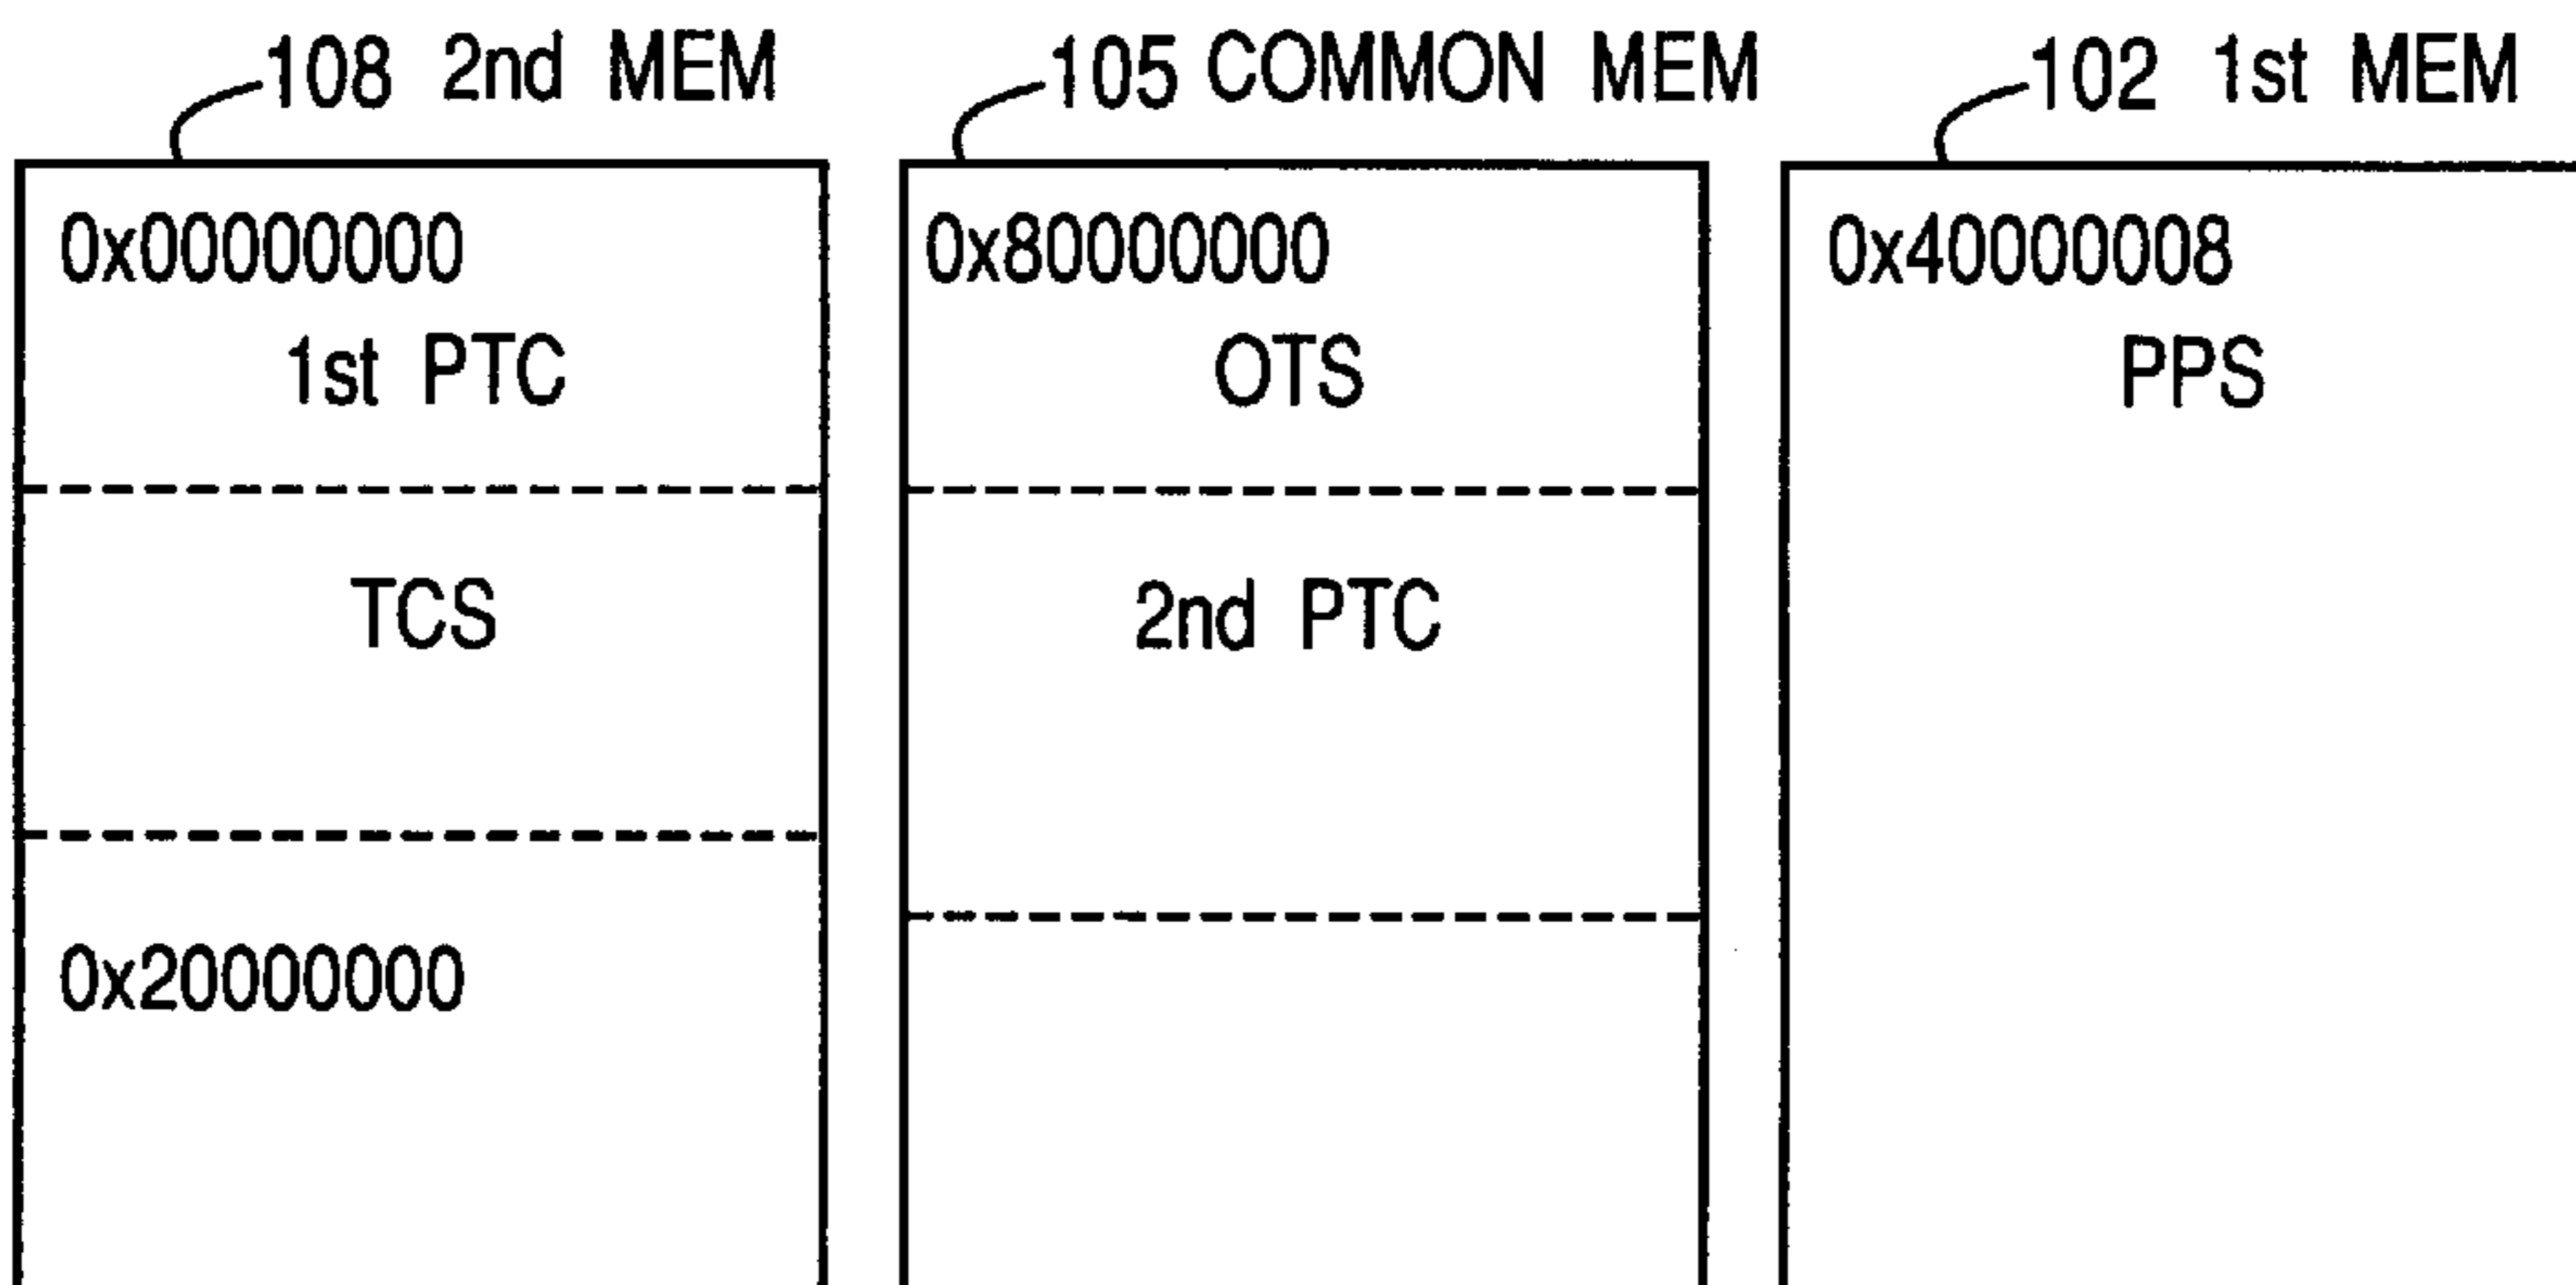 108 2nd MEM
0x00000000
1st PTC
TCS
0x20000000
105 COMMON MEM
0x80000000
OTS
2nd PTC
102 1st MEM
0x40000008
PPS